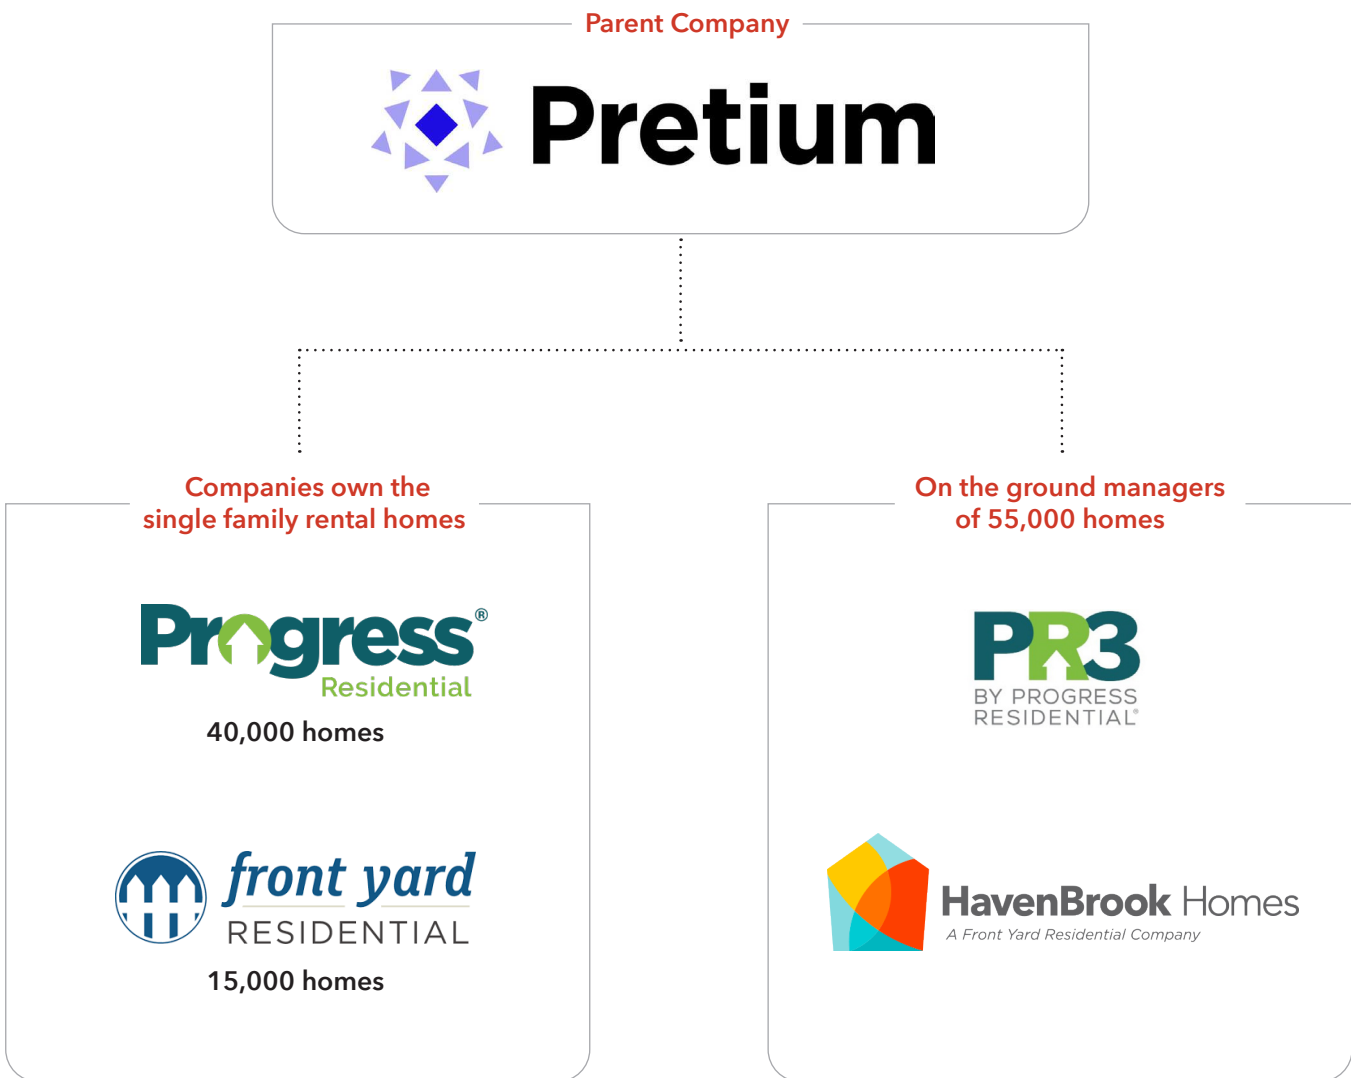 Parent Company
Pretium
Companies own the
single family rental homes
Progress®
Residential
40,000 homes
front yard
RESIDENTIAL
15,000 homes
On the ground managers
of 55,000 homes
PR3
BY PROGRESS
RESIDENTIAL®
HavenBrook Homes
A Front Yard Residential Company